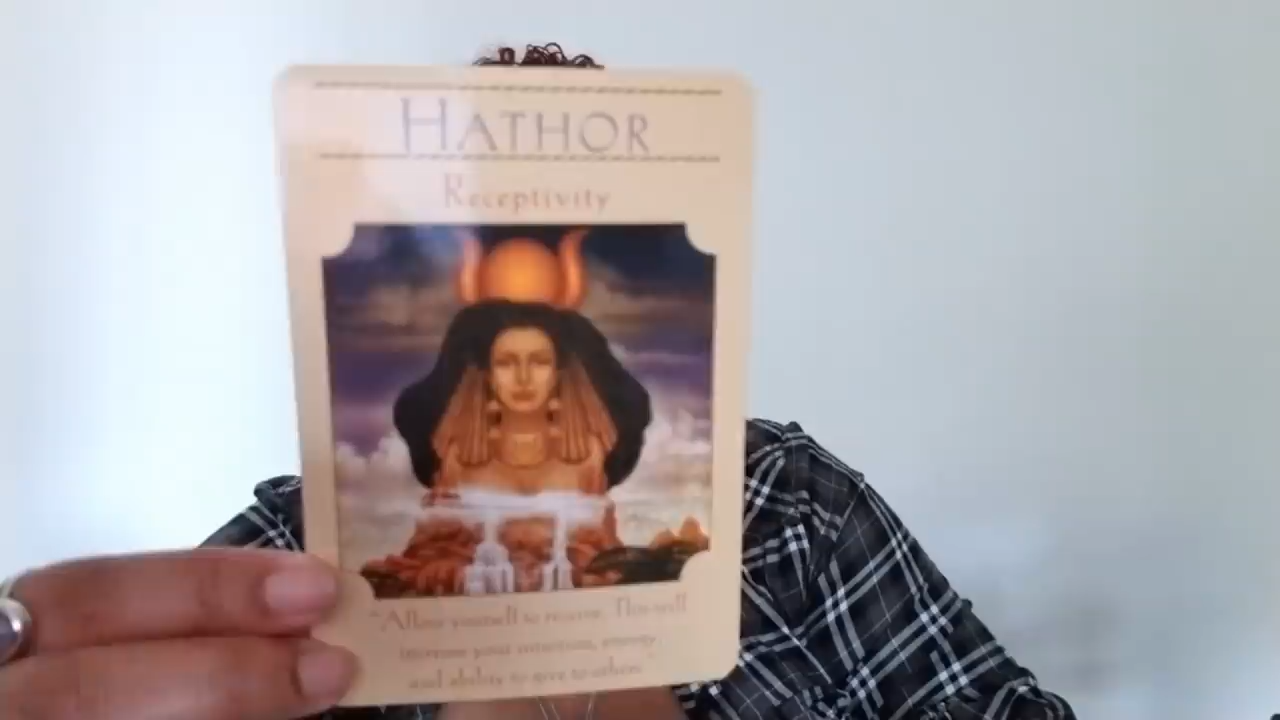 HATHOR
Receptivity
"Allow yourself to receive. This will
increase your intuition, energy,
and ability to give to others."